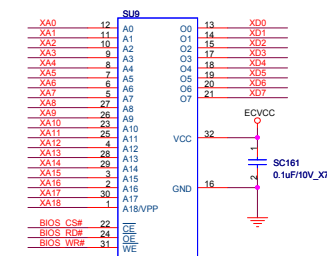 SU9
XA0 12 A0 O0 13 XD0
XA1 11 A1 O1 14 XD1
XA2 10 A2 O2 15 XD2
XA3 9 A3 O3 17 XD3
XA4 8 A4 O4 18 XD4
XA5 7 A5 O5 19 XD5
XA6 6 A6 O6 20 XD6
XA7 5 A7 O7 21 XD7
XA8 27 A8
XA9 26 A9 ECVCC
XA10 23 A10
XA11 25 A11 VCC 32
XA12 4 A12
XA13 28 A13 1
XA14 29 A14 SC161
XA15 3 A15 0.1uF/10V_X7
XA16 2 A16 2
XA17 30 A17 GND 16
XA18 1 A18/VPP
BIOS_CS# 22 CE
BIOS_RD# 24 OE
BIOS_WR# 31 WE